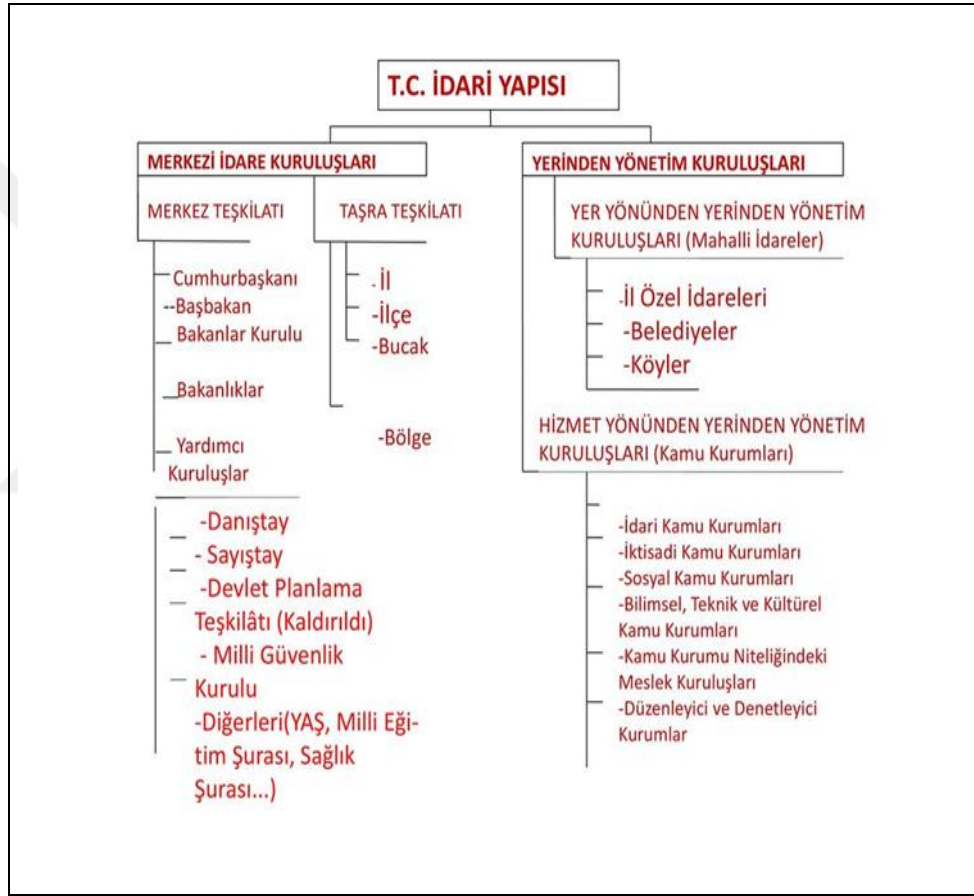 T.C. İDARİ YAPISI
MERKEZİ İDARE KURULUŞLARI
MERKEZ TEŞKİLATI
Cumhurbaşkanı
--Başbakan
Bakanlar Kurulu
Bakanlıklar
Yardımcı
Kuruluşlar
-Danıştay
- Sayıştay
-Devlet Planlama
Teşkilâtı (Kaldırıldı)
- Milli Güvenlik
Kurulu
-Diğerleri(YAŞ, Milli Eği-
tim Şurası, Sağlık
Şurası...)
TAŞRA TEŞKİLATI
-İl
-İlçe
-Bucak
-Bölge
YERİNDEN YÖNETİM KURULUŞLARI
YER YÖNÜNDEN YERİNDEN YÖNETİM
KURULUŞLARI (Mahalli İdareler)
-İl Özel İdareleri
-Belediyeler
-Köyler
HİZMET YÖNÜNDEN YERİNDEN YÖNETİM
KURULUŞLARI (Kamu Kurumları)
-İdari Kamu Kurumları
-İktisadi Kamu Kurumları
-Sosyal Kamu Kurumları
-Bilimsel, Teknik ve Kültürel
Kamu Kurumları
-Kamu Kurumu Niteliğindeki
Meslek Kuruluşları
-Düzenleyici ve Denetleyici
Kurumlar